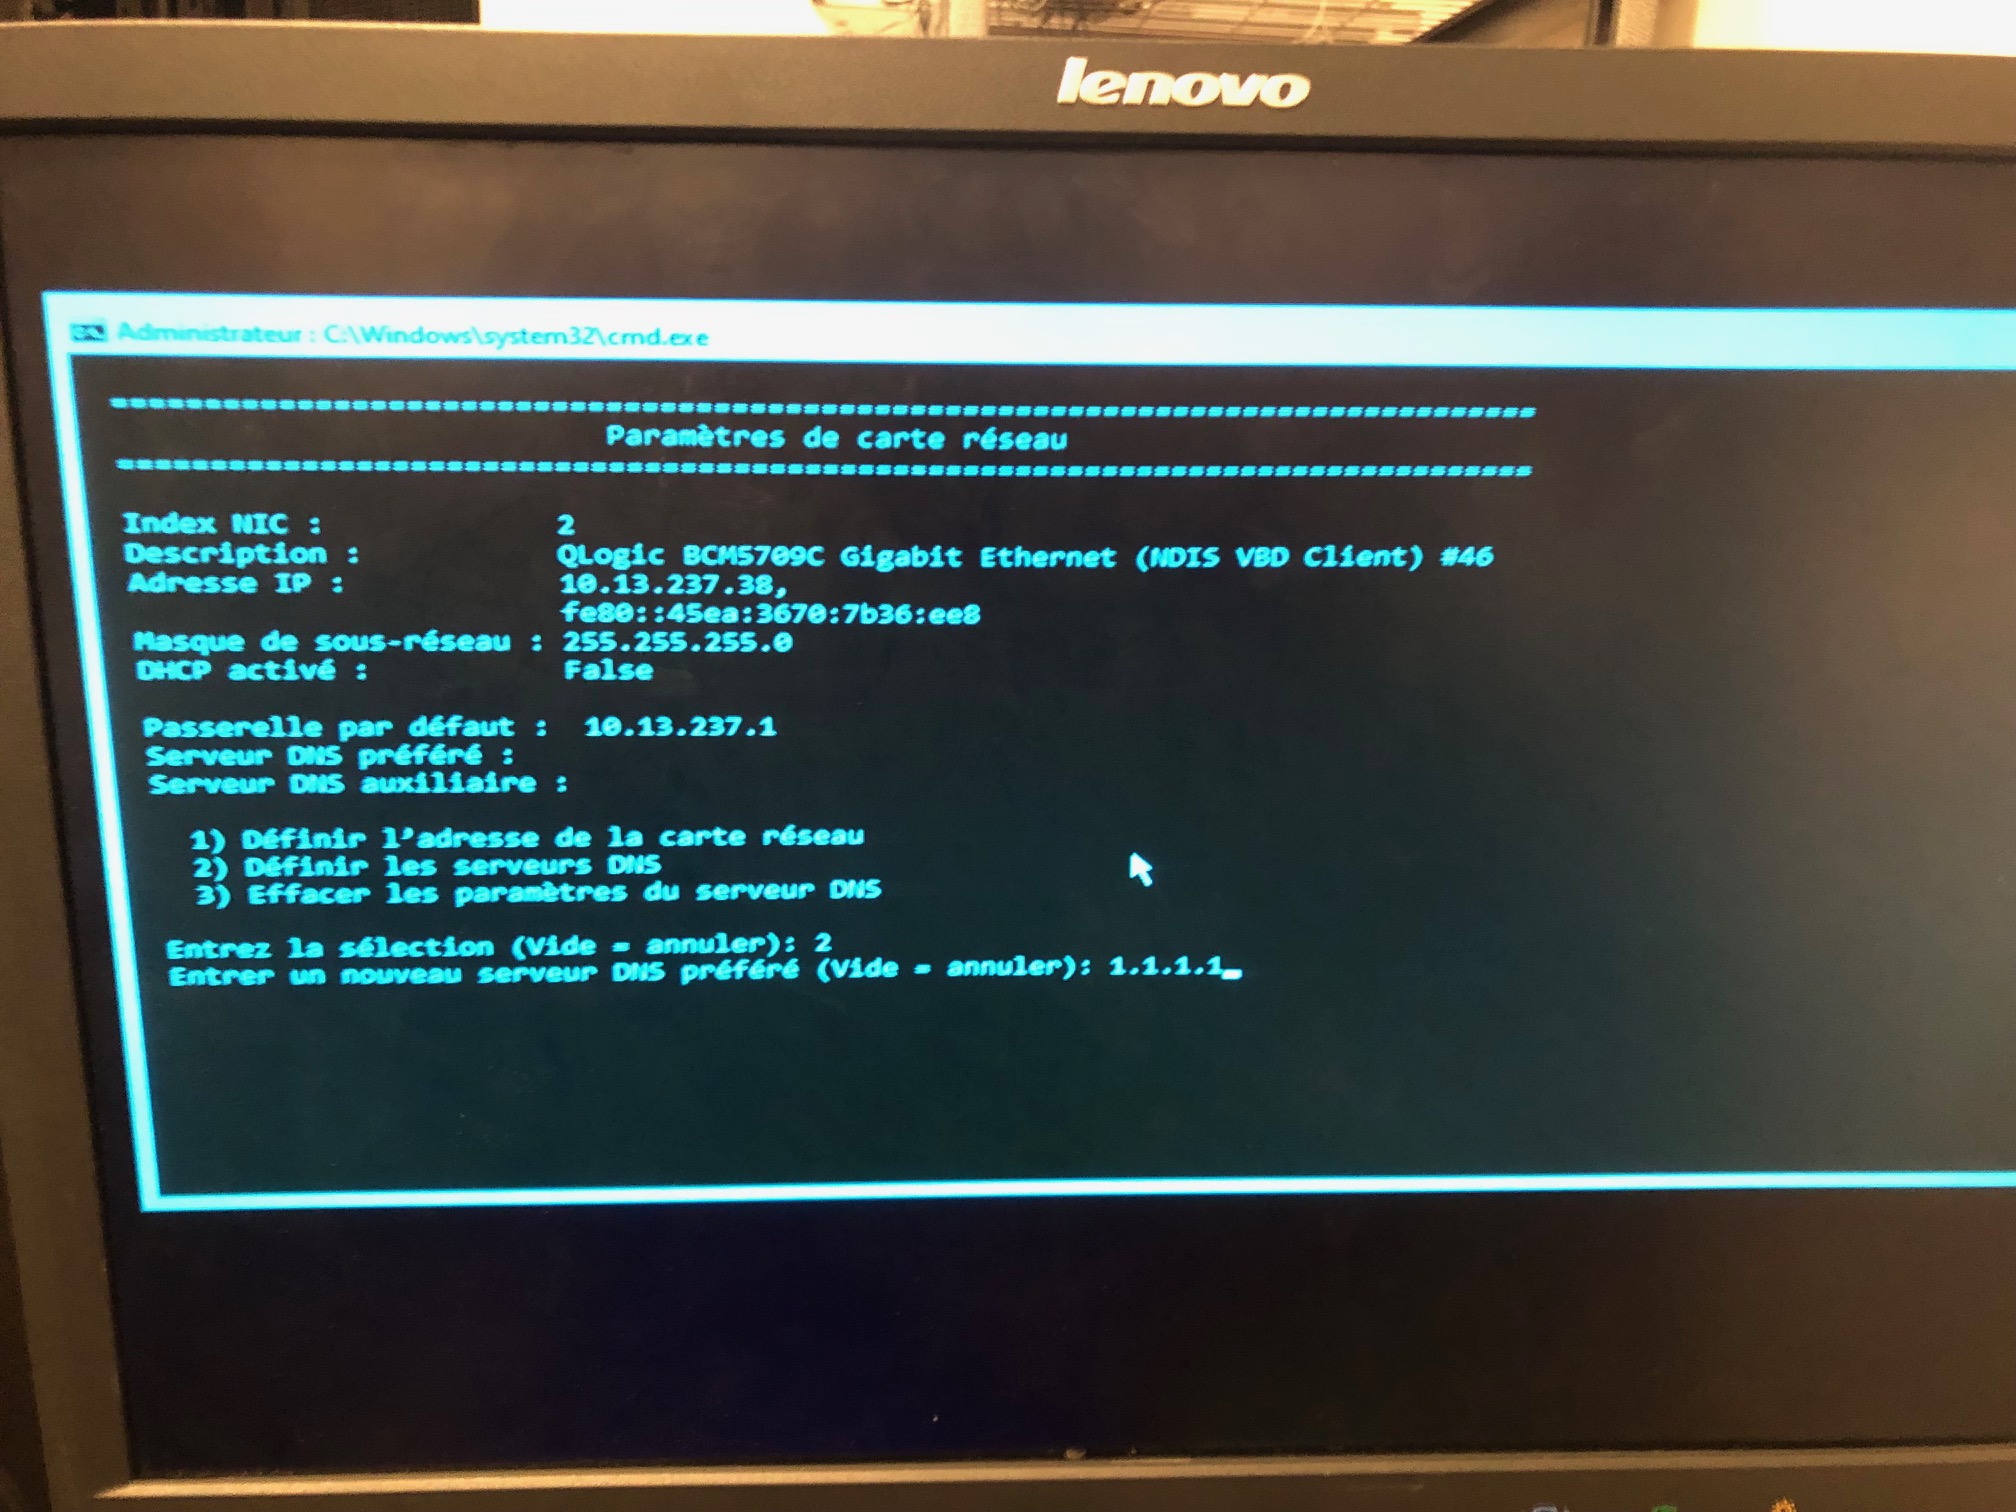 lenovo
Administrateur : C:\Windows\system32\cmd.exe
===============================================================================
Paramètres de carte réseau
===============================================================================
Index NIC : 2
Description : QLogic BCM5709C Gigabit Ethernet (NDIS VBD Client) #46
Adresse IP : 10.13.237.38,
fe80::45ea:3670:7b36:ee8
Masque de sous-réseau : 255.255.255.0
DHCP activé : False
Passerelle par défaut : 10.13.237.1
Serveur DNS préféré :
Serveur DNS auxiliaire :
1) Définir l'adresse de la carte réseau
2) Définir les serveurs DNS
3) Effacer les paramètres du serveur DNS
Entrez la sélection (Vide = annuler): 2
Entrer un nouveau serveur DNS préféré (Vide = annuler): 1.1.1.1_